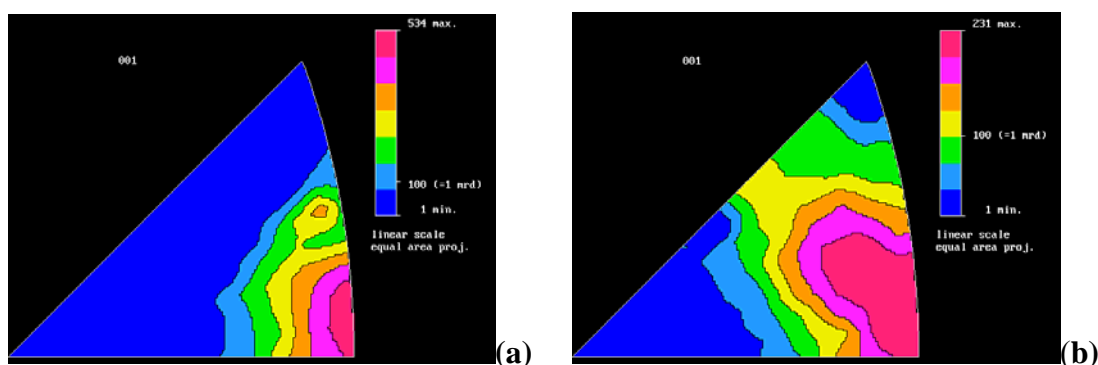 001
534 max.
100 (=1 mrd)
1 min.
linear scale
equal area proj.
(a)
001
231 max.
100 (=1 mrd)
1 min.
linear scale
equal area proj.
(b)